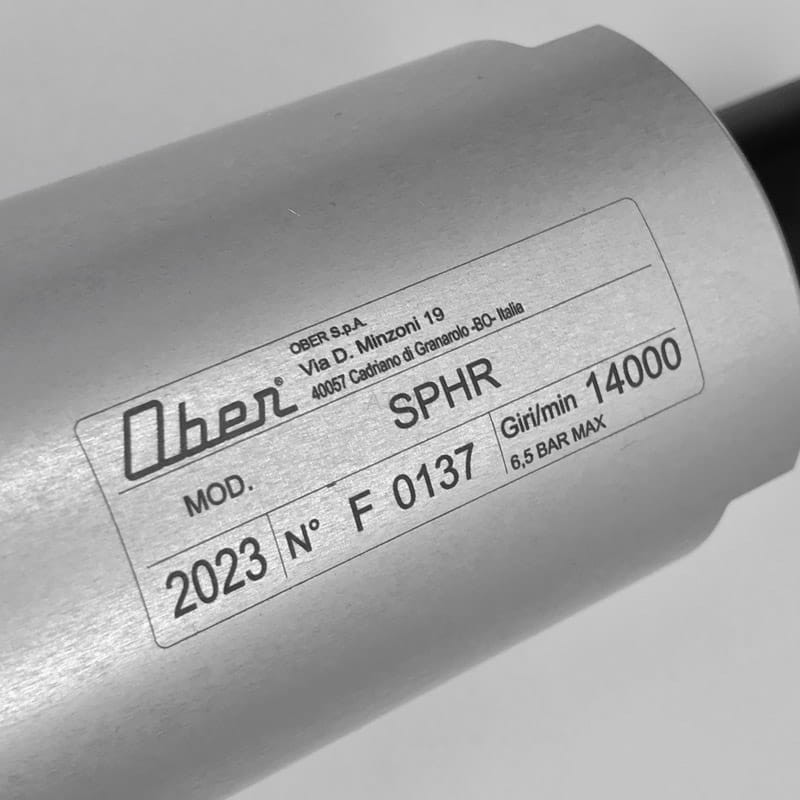 Ober®
OBER S.p.A.
Via D. Minzoni 19
40057 Cadriano di Granarolo -BO- Italia
MOD. SPHR
2023 N° F 0137 Giri/min 14000
6,5 BAR MAX